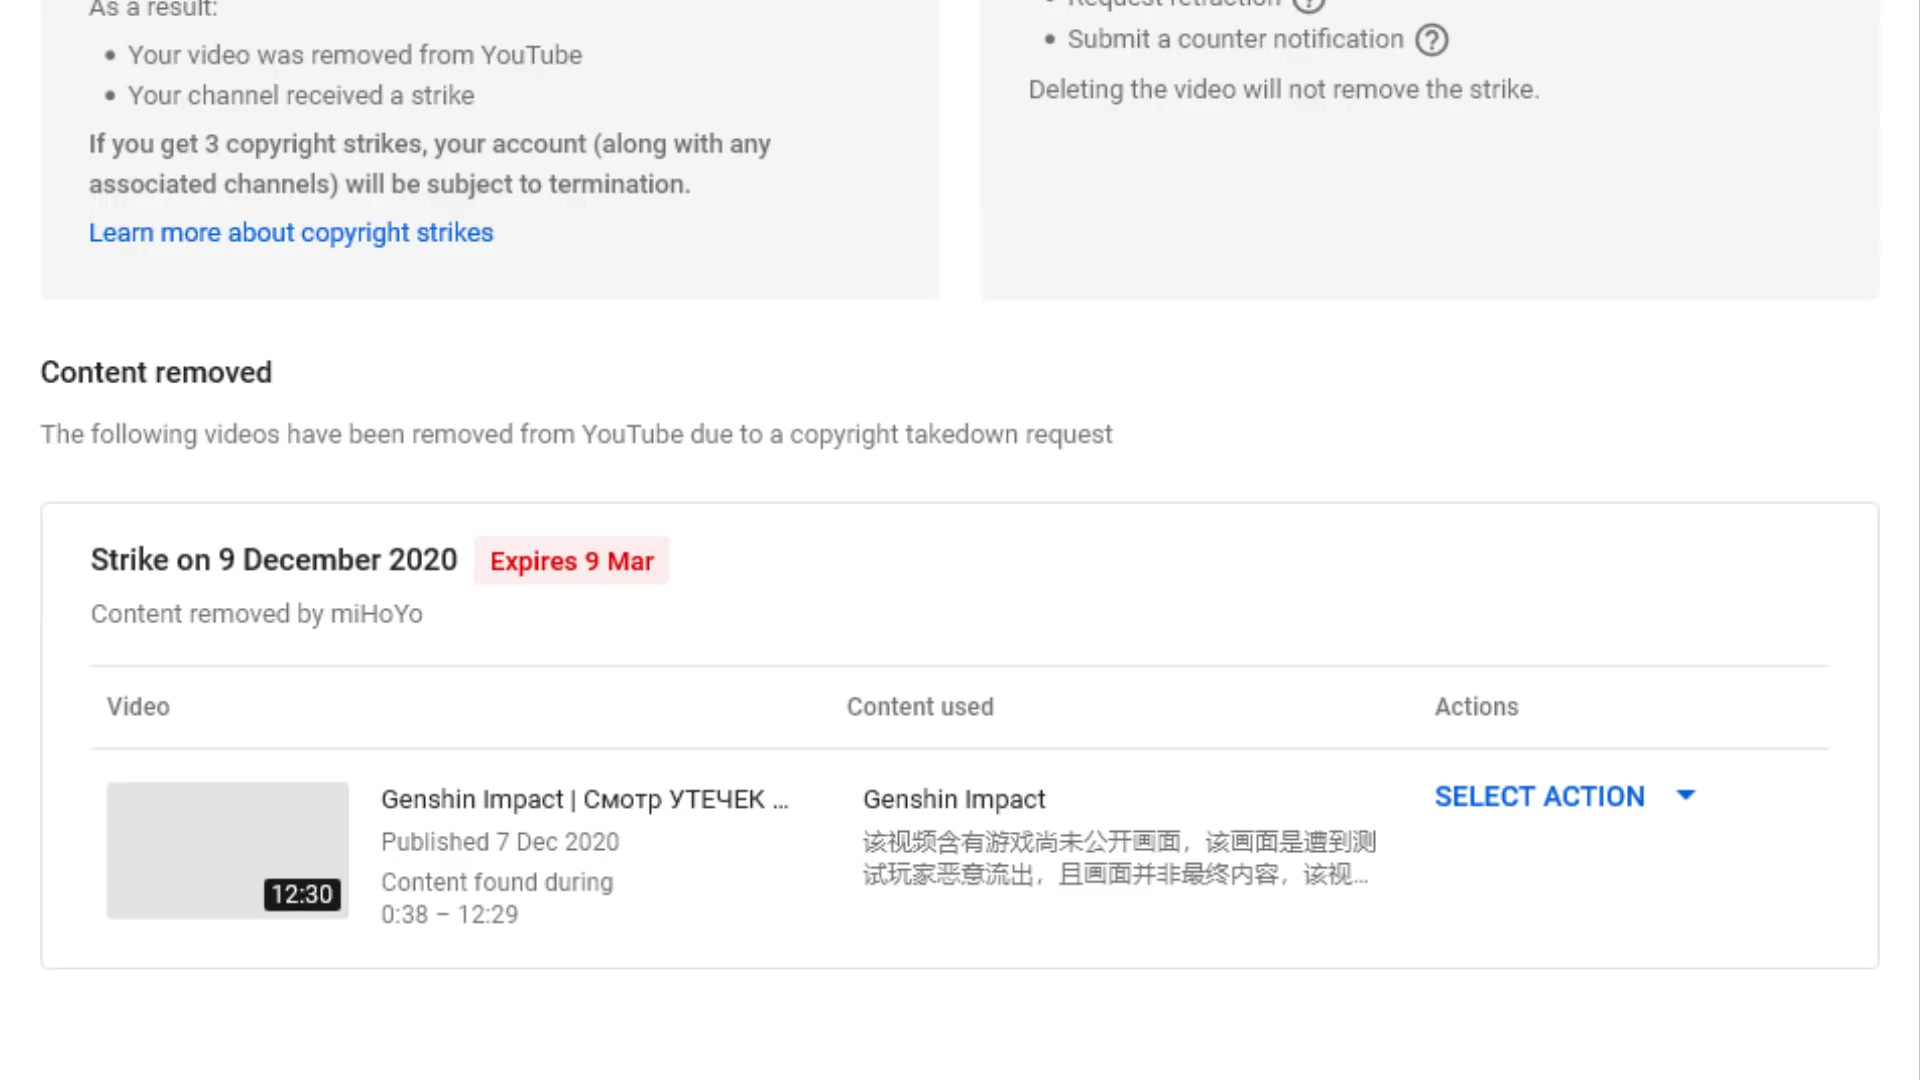 As a result:
• Your video was removed from YouTube
• Your channel received a strike
If you get 3 copyright strikes, your account (along with any
associated channels) will be subject to termination.
Learn more about copyright strikes
• Request retraction
• Submit a counter notification
Deleting the video will not remove the strike.
Content removed
The following videos have been removed from YouTube due to a copyright takedown request
Strike on 9 December 2020 Expires 9 Mar
Content removed by miHoYo
Video Content used Actions
12:30
Genshin Impact | Смотр УТЕЧЕК ...
Published 7 Dec 2020
Content found during
0:38 – 12:29
Genshin Impact
该视频含有游戏尚未公开画面，该画面是遭到测
试玩家恶意流出，且画面并非最终内容，该视...
SELECT ACTION